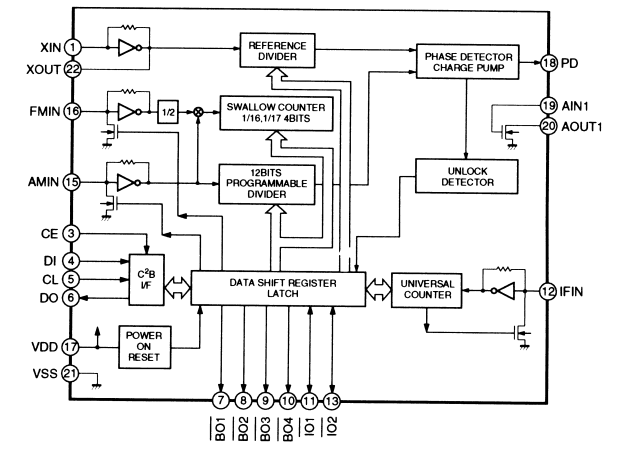 XIN 1
XOUT 22
FMIN 16
AMIN 15
CE 3
DI 4
CL 5
DO 6
VDD 17
VSS 21
REFERENCE
DIVIDER
PHASE DETECTOR
CHARGE PUMP
18 PD
1/2
SWALLOW COUNTER
1/16,1/17 4BITS
19 AIN1
20 AOUT1
12BITS
PROGRAMMABLE
DIVIDER
UNLOCK
DETECTOR
C²B
I/F
DATA SHIFT REGISTER
LATCH
UNIVERSAL
COUNTER
12 IFIN
POWER
ON
RESET
7 8 9 10 11 13
BO1
BO2
BO3
BO4
IO1
IO2